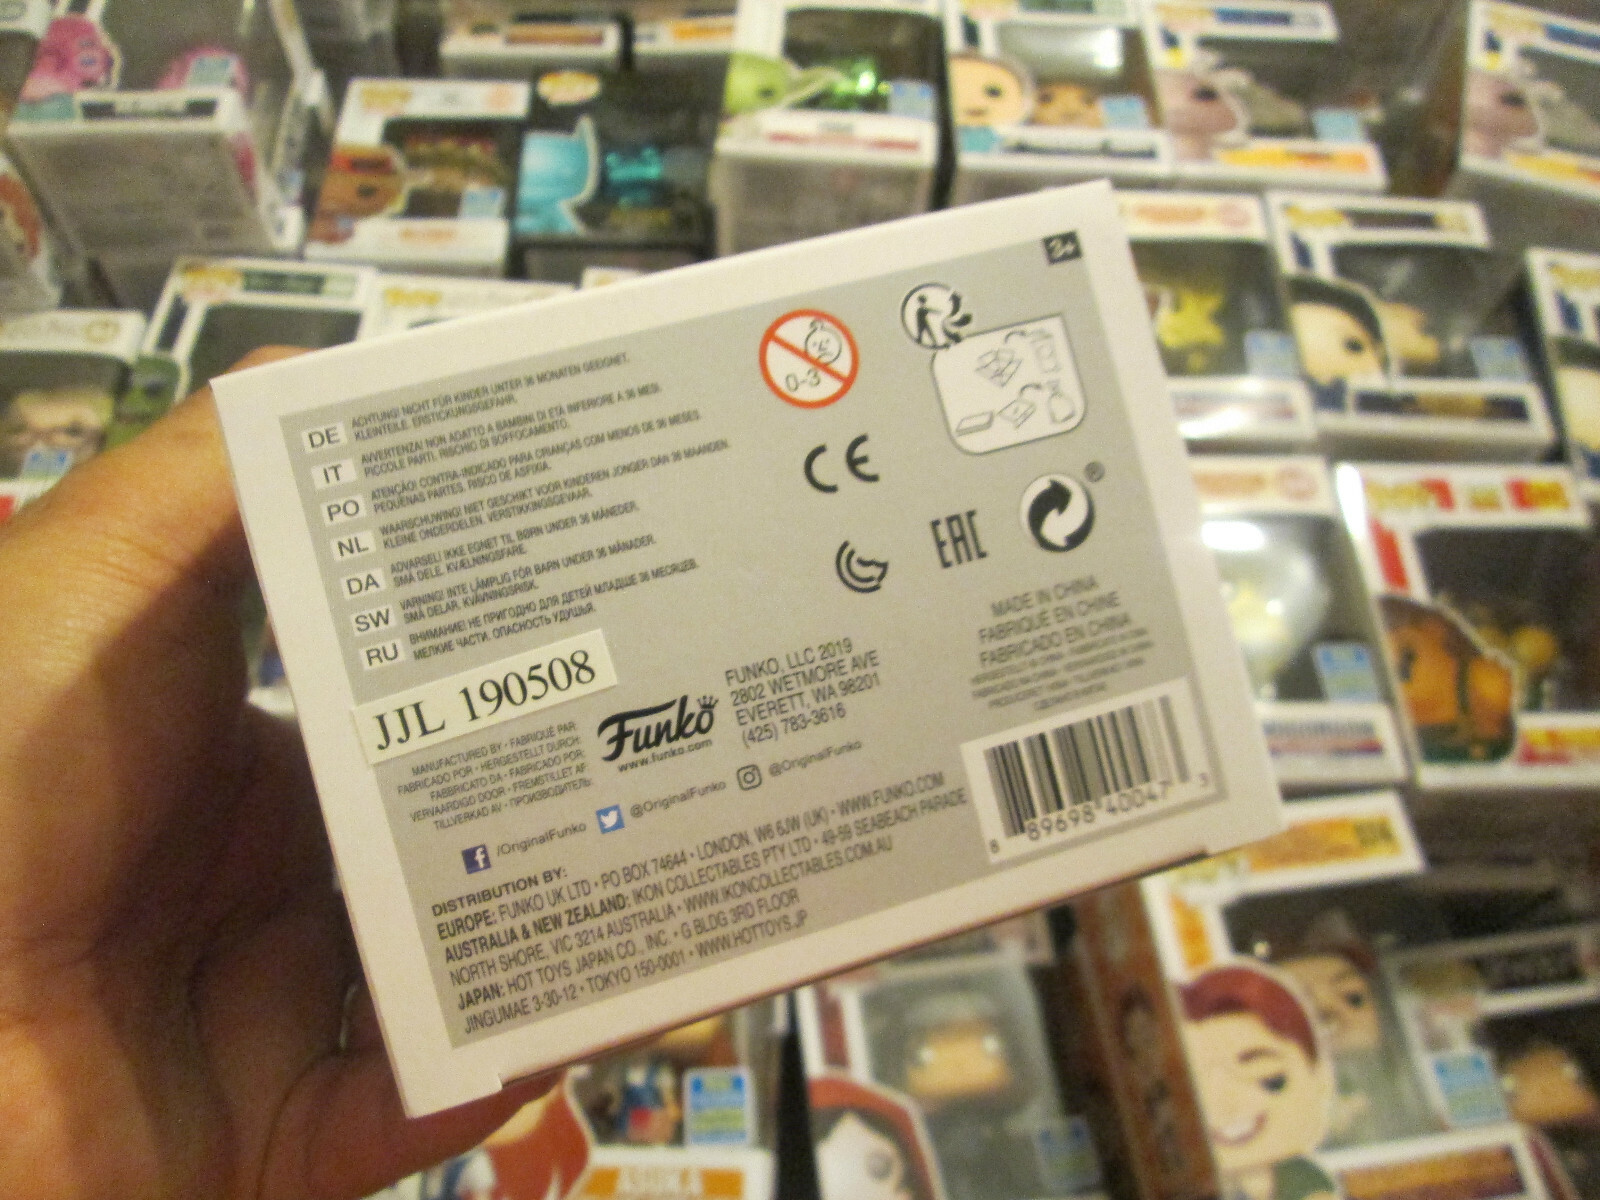 3+
DE
ACHTUNG! NICHT FÜR KINDER UNTER 36 MONATEN GEEIGNET.
KLEINTEILE. ERSTICKUNGSGEFAHR.
IT
AVVERTENZA! NON ADATTO A BAMBINI DI ETÀ INFERIORE A 36 MESI.
PICCOLE PARTI. RISCHIO DI SOFFOCAMENTO.
PO
ATENÇÃO! CONTRA-INDICADO PARA CRIANÇAS COM MENOS DE 36 MESES.
PEQUENAS PARTES. RISCO DE ASFIXIA.
NL
WAARSCHUWING! NIET GESCHIKT VOOR KINDEREN JONGER DAN 36 MAANDEN.
KLEINE ONDERDELEN. VERSTIKKINGSGEVAAR.
DA
ADVARSEL! IKKE EGNET TIL BØRN UNDER 36 MÅNEDER.
SMÅ DELE. KVÆLNINGSFARE.
SW
VARNING! INTE LÄMPLIG FÖR BARN UNDER 36 MÅNADER.
SMÅ DELAR. KVÄVNINGSRISK.
RU
ВНИМАНИЕ! НЕ ПРИГОДНО ДЛЯ ДЕТЕЙ МЛАДШЕ 36 МЕСЯЦЕВ.
МЕЛКИЕ ЧАСТИ. ОПАСНОСТЬ УДУШЬЯ.
0-3
CE
EAC
®
JJL 190508
MANUFACTURED BY • FABRIQUÉ PAR:
FABRICADO POR • HERGESTELLT DURCH:
FABBRICATO DA • FABRICADO POR:
VERVAARDIGD DOOR • FREMSTILLET AF:
TILLVERKAD AV • ПРОИЗВОДИТЕЛЬ:
Funko
www.funko.com
FUNKO, LLC 2019
2802 WETMORE AVE
EVERETT, WA 98201
(425) 783-3616
MADE IN CHINA
FABRIQUÉ EN CHINE
FABRICADO EN CHINA
/OriginalFunko
@OriginalFunko
@OriginalFunko
DISTRIBUTION BY:
EUROPE: FUNKO UK LTD • PO BOX 74644 • LONDON, W6 6JW (UK) • WWW.FUNKO.COM
AUSTRALIA & NEW ZEALAND: IKON COLLECTABLES PTY LTD • 49-59 SEABEACH PARADE
NORTH SHORE, VIC 3214 AUSTRALIA • WWW.IKONCOLLECTABLES.COM.AU
JAPAN: HOT TOYS JAPAN CO., INC. • G BLDG 3RD FLOOR
JINGUMAE 3-30-12 • TOKYO 150-0001 • WWW.HOTTOYS.JP
8 89698 40047 3
ASUKA